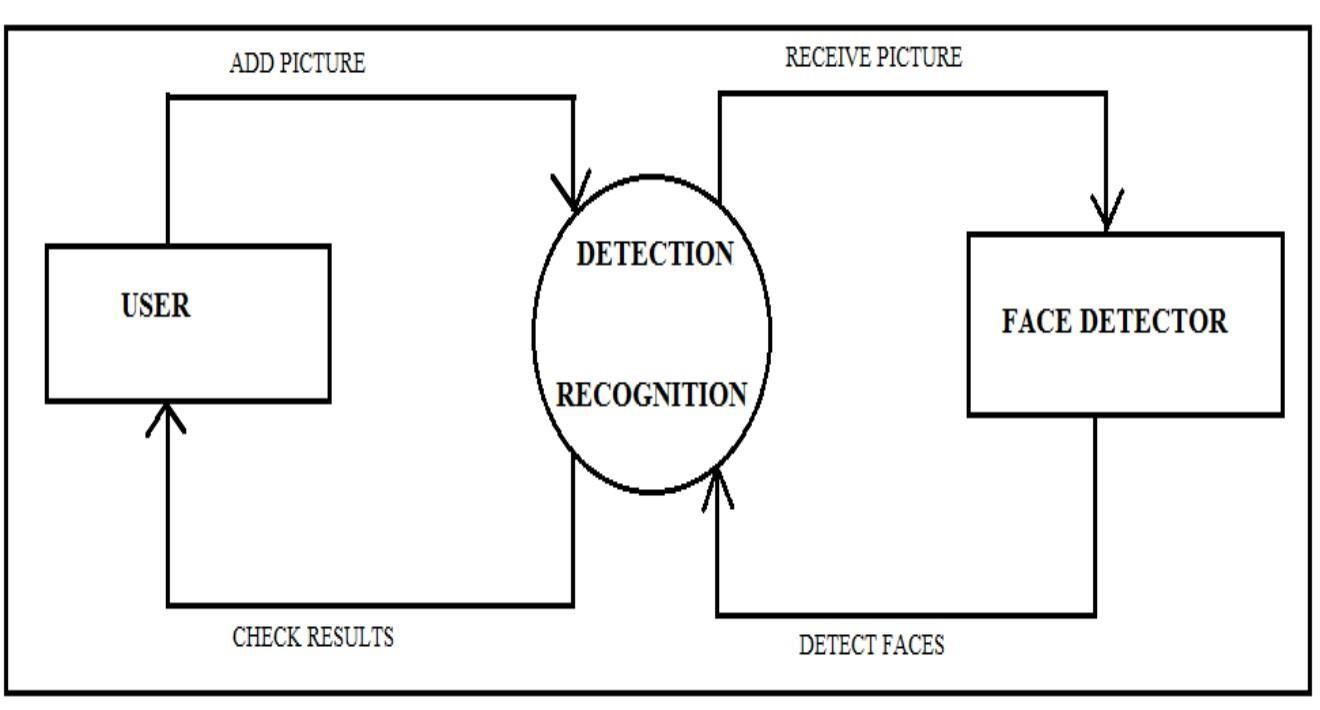 ADD PICTURE
RECEIVE PICTURE
DETECTION
USER
FACE DETECTOR
RECOGNITION
CHECK RESULTS
DETECT FACES